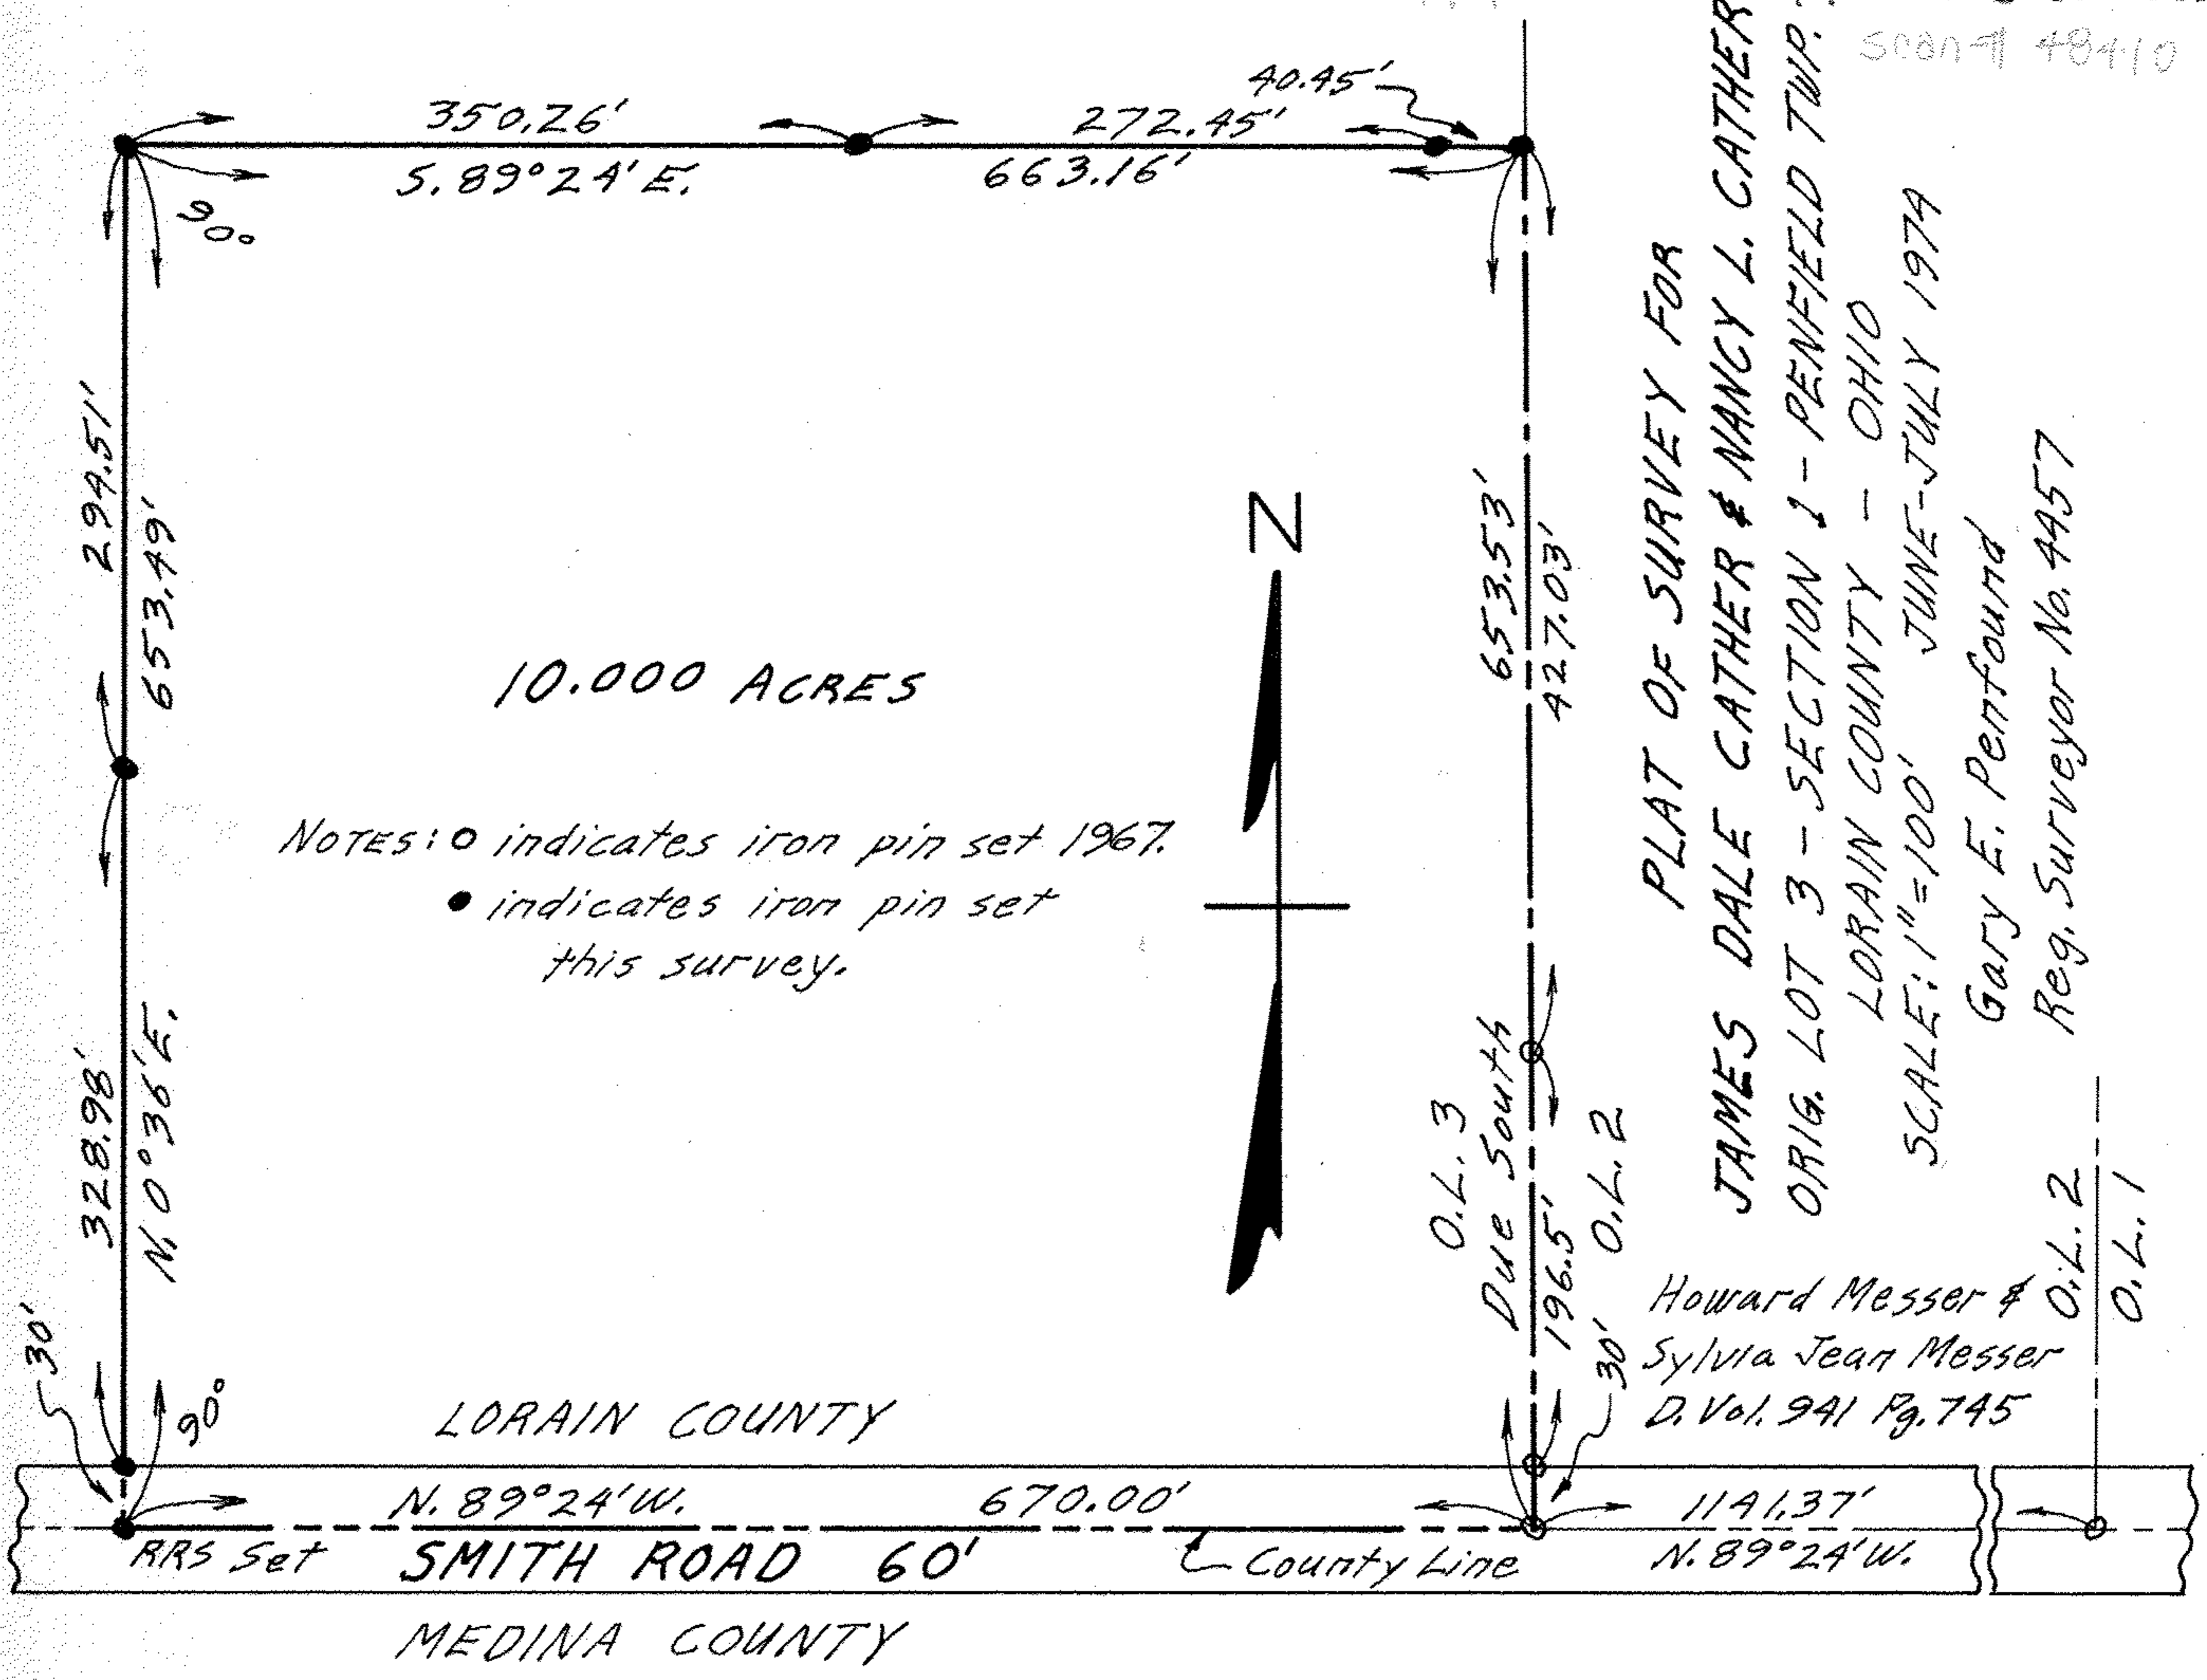 scan# 48410
40.45'
350.26'
272.45'
S. 89°24' E.
663.16'
90°
294.51'
653.49'
N
653.53'
427.03'
10.000 ACRES
NOTES: o indicates iron pin set 1967.
● indicates iron pin set
this survey.
328.98'
N. 0°36' E.
30'
90°
O.L. 3
Due South
196.5'
O.L. 2
30'
PLAT OF SURVEY FOR
JAMES DALE CATHER & NANCY L. CATHER
ORIG. LOT 3 - SECTION 1 - PENFIELD TWP.
LORAIN COUNTY - OHIO
SCALE: 1"=100' JUNE-JULY 1974
Gary E. Penfound
Reg. Surveyor No. 4457
Howard Messer &
Sylvia Jean Messer
D. Vol. 941 Pg. 745
O.L. 2
O.L. 1
LORAIN COUNTY
N. 89°24' W.
670.00'
1141.37'
RRS Set
SMITH ROAD 60'
County Line
N. 89°24' W.
MEDINA COUNTY